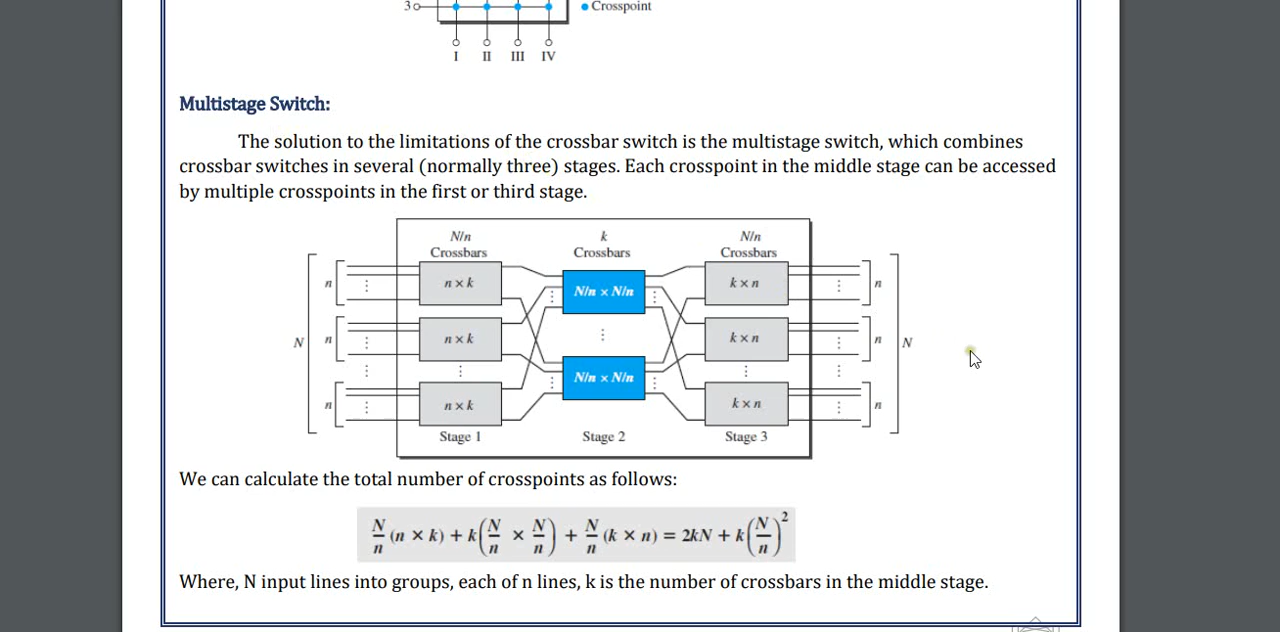 3
Crosspoint
I II III IV
Multistage Switch:
The solution to the limitations of the crossbar switch is the multistage switch, which combines
crossbar switches in several (normally three) stages. Each crosspoint in the middle stage can be accessed
by multiple crosspoints in the first or third stage.
N/n k N/n
Crossbars Crossbars Crossbars
n n × k N/n × N/n k × n n
N n n × k k × n n N
N/n × N/n
n n × k k × n n
Stage 1 Stage 2 Stage 3
We can calculate the total number of crosspoints as follows:
N/n (n × k) + k(N/n × N/n) + N/n (k × n) = 2kN + k(N/n)²
Where, N input lines into groups, each of n lines, k is the number of crossbars in the middle stage.